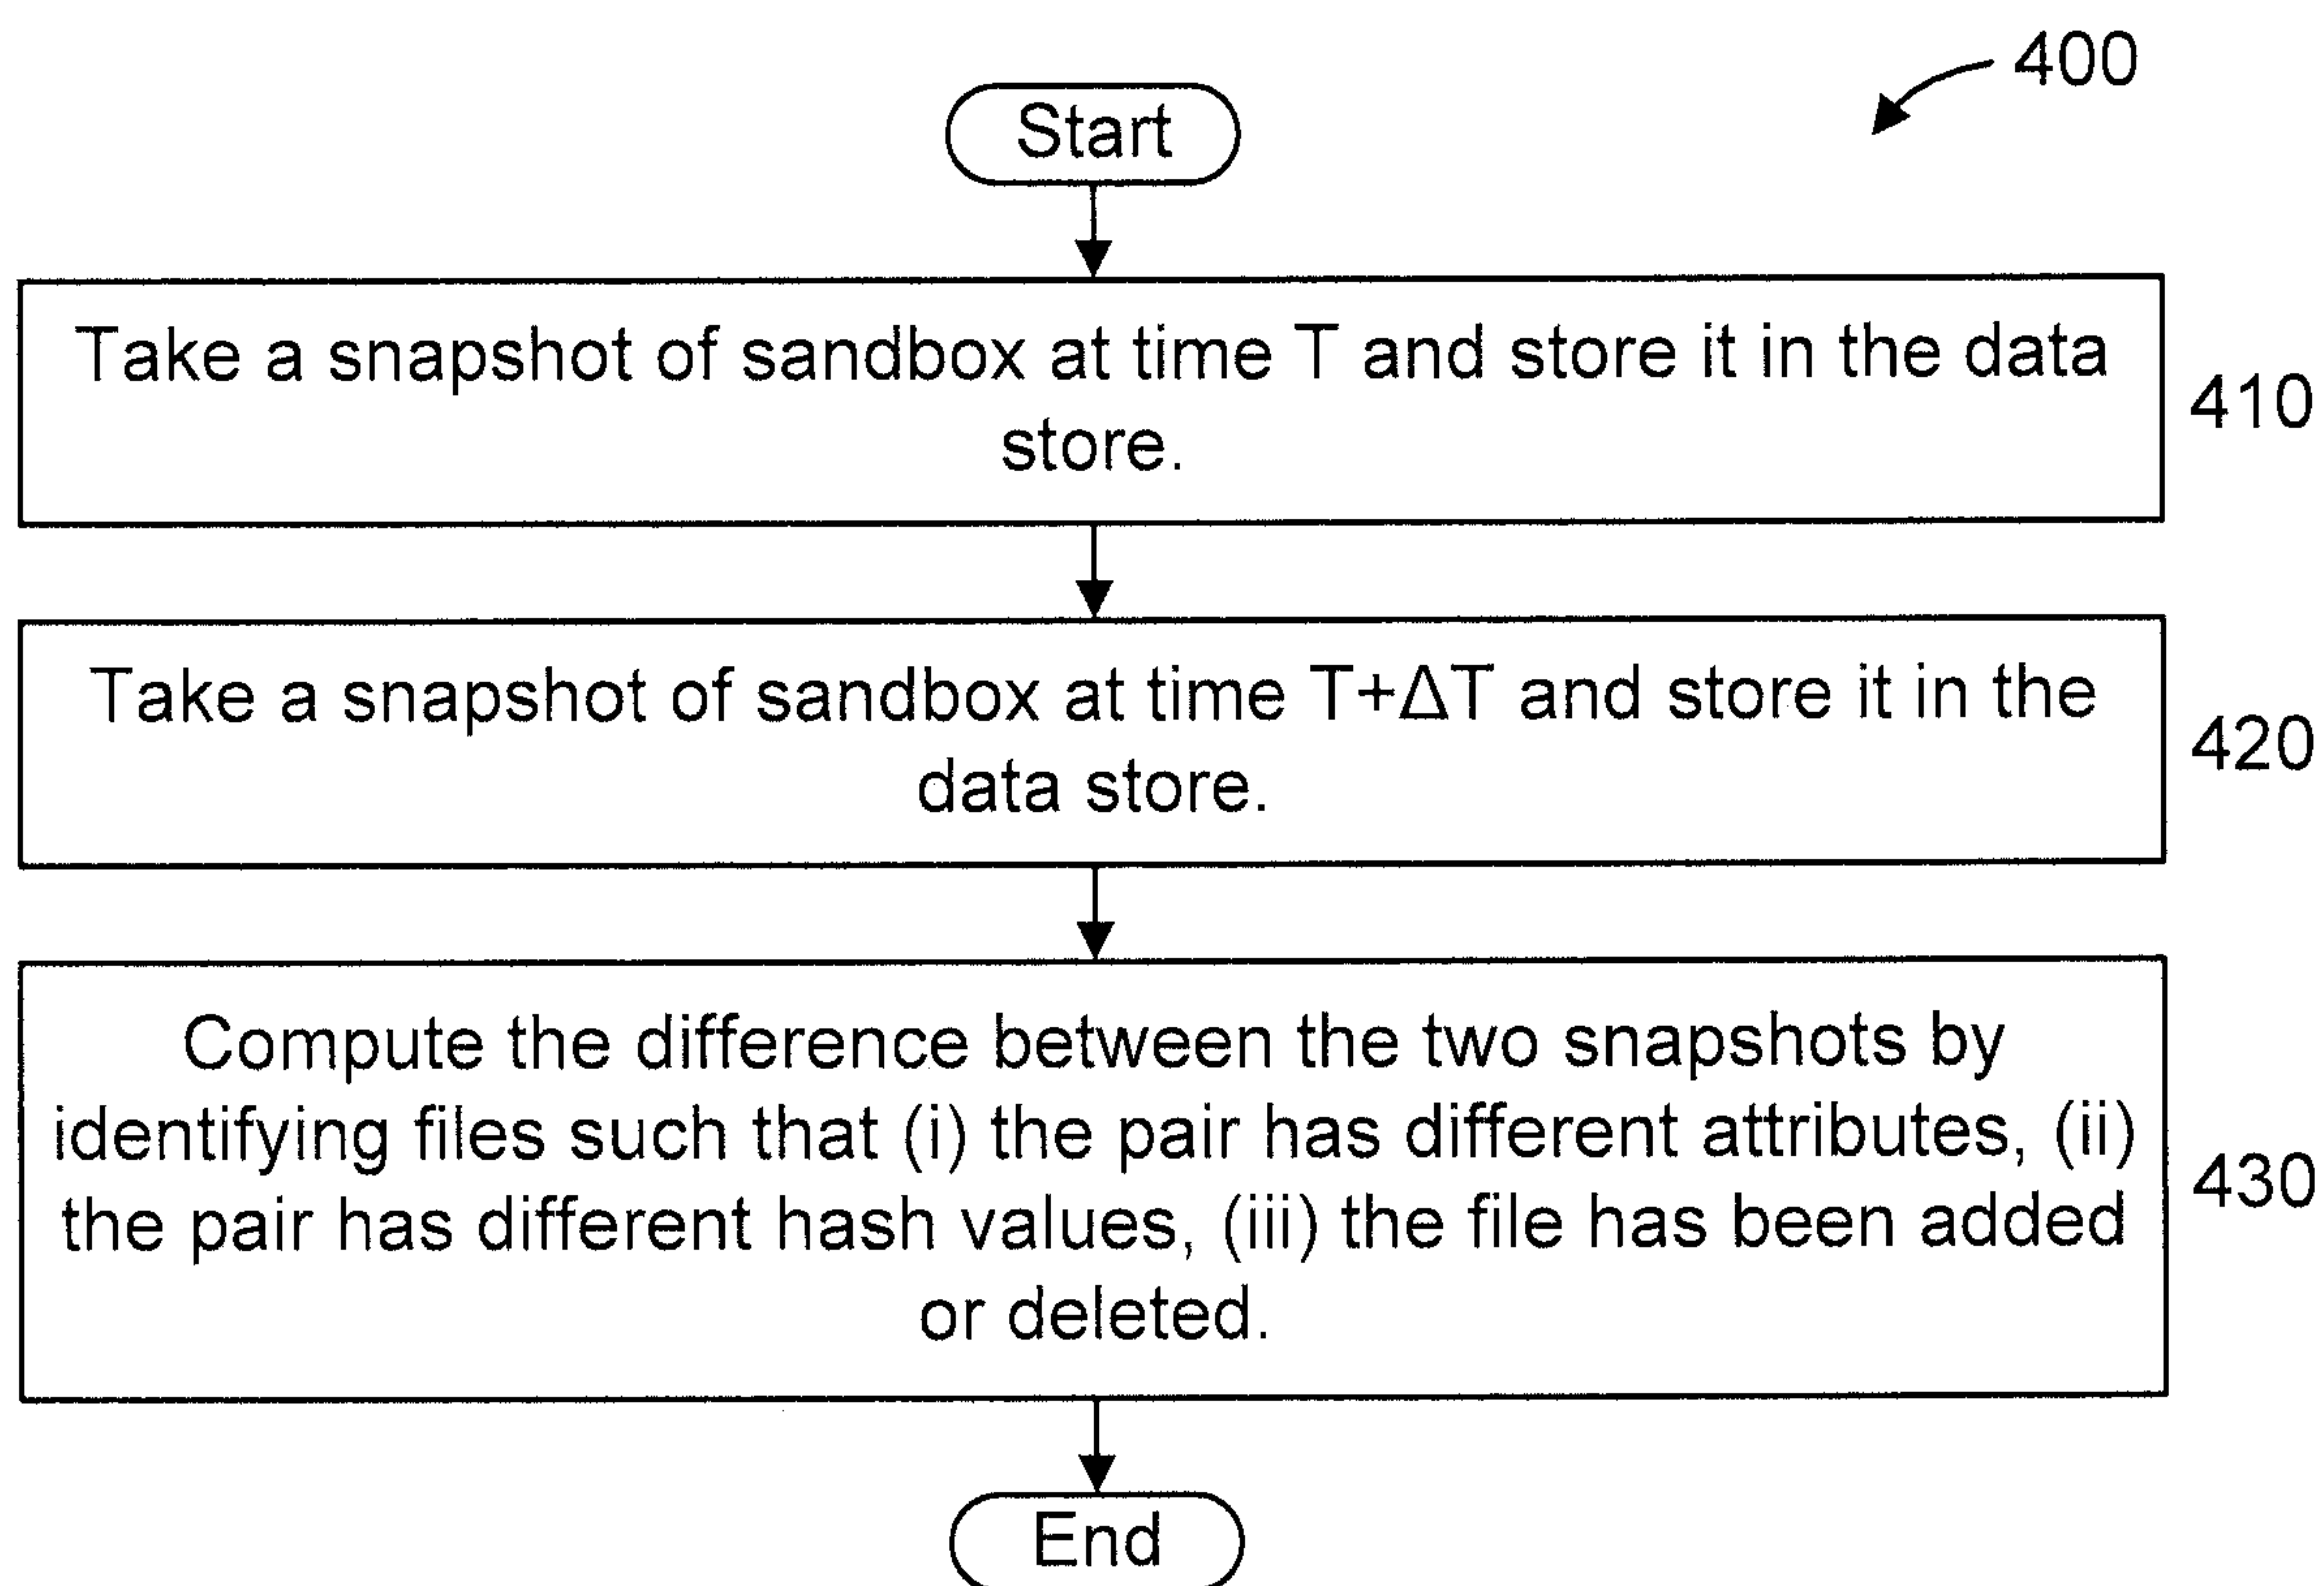 400
Start
Take a snapshot of sandbox at time T and store it in the data
store.
410
Take a snapshot of sandbox at time T+ΔT and store it in the
data store.
420
Compute the difference between the two snapshots by
identifying files such that (i) the pair has different attributes, (ii)
the pair has different hash values, (iii) the file has been added
or deleted.
430
End